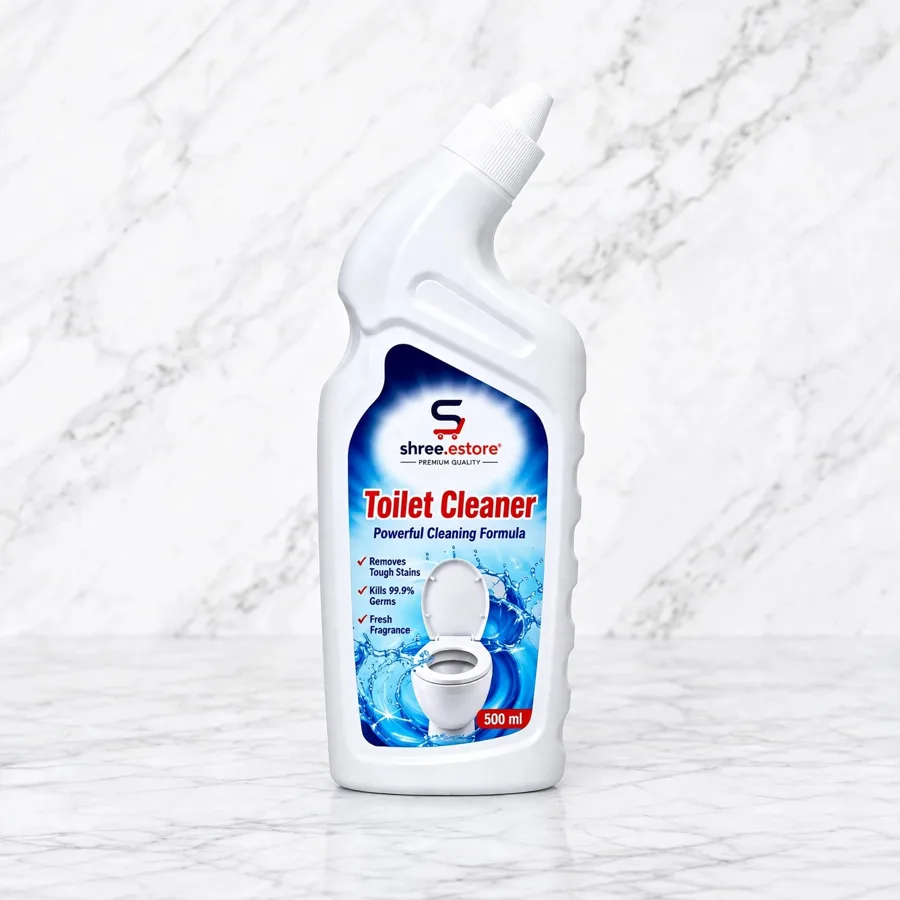 shree.estore®
PREMIUM QUALITY
Toilet Cleaner
Powerful Cleaning Formula
Removes
Tough Stains
Kills 99.9%
Germs
Fresh
Fragrance
500 ml